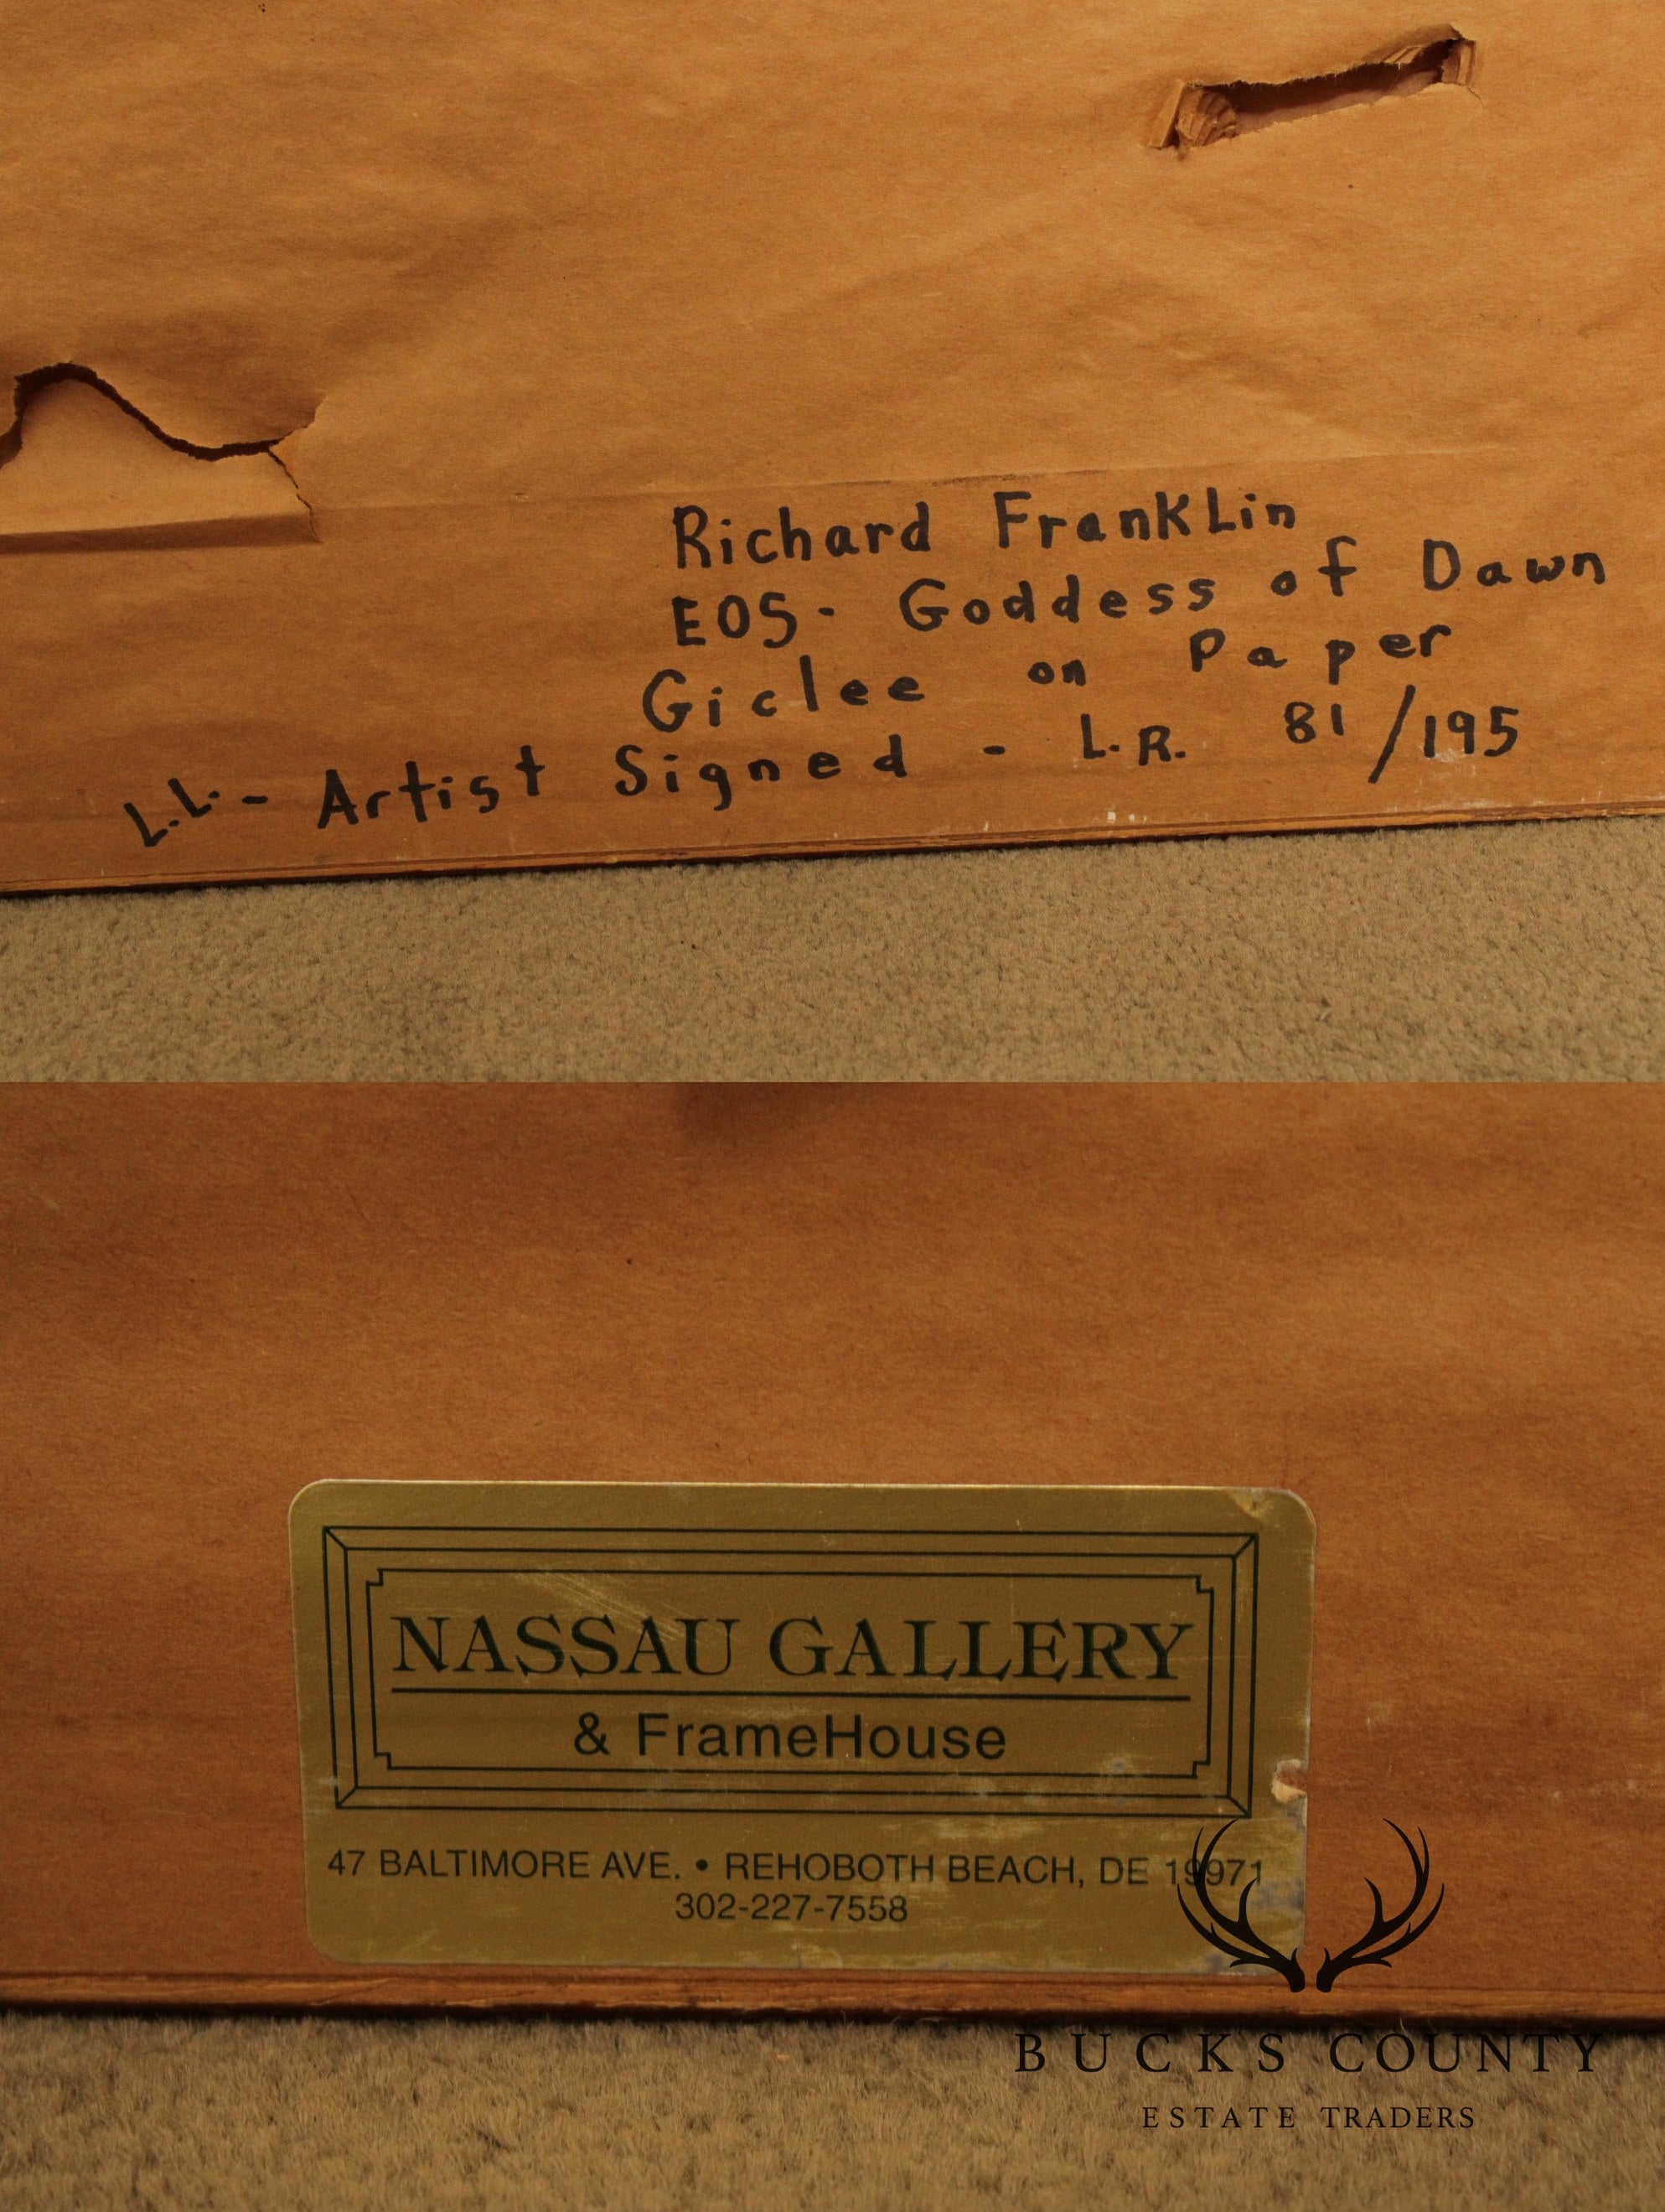 Richard FranKLin
EOS- Goddess of Dawn
Giclee on Paper
L.L.- Artist Signed - L.R. 81/195
NASSAU GALLERY
& FrameHouse
47 BALTIMORE AVE. • REHOBOTH BEACH, DE 19971
302-227-7558
BUCKS COUNTY
ESTATE TRADERS